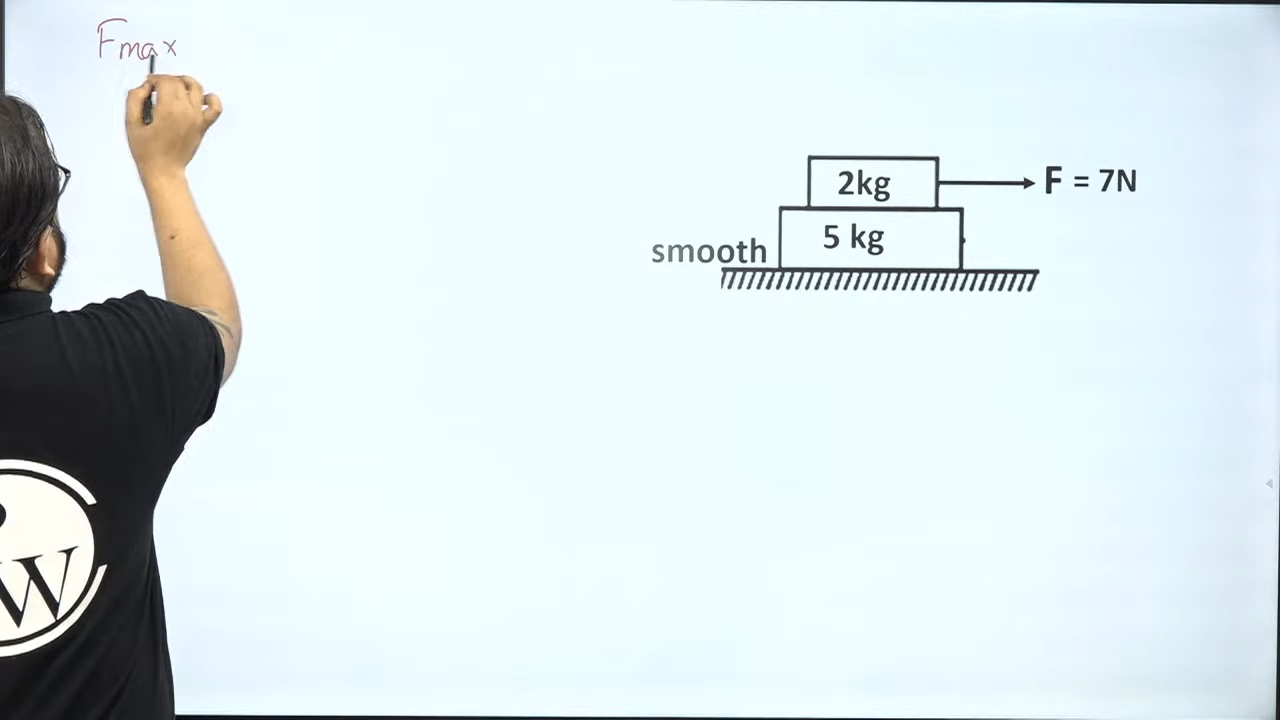 Fmax
2kg
F = 7N
5 kg
smooth
W